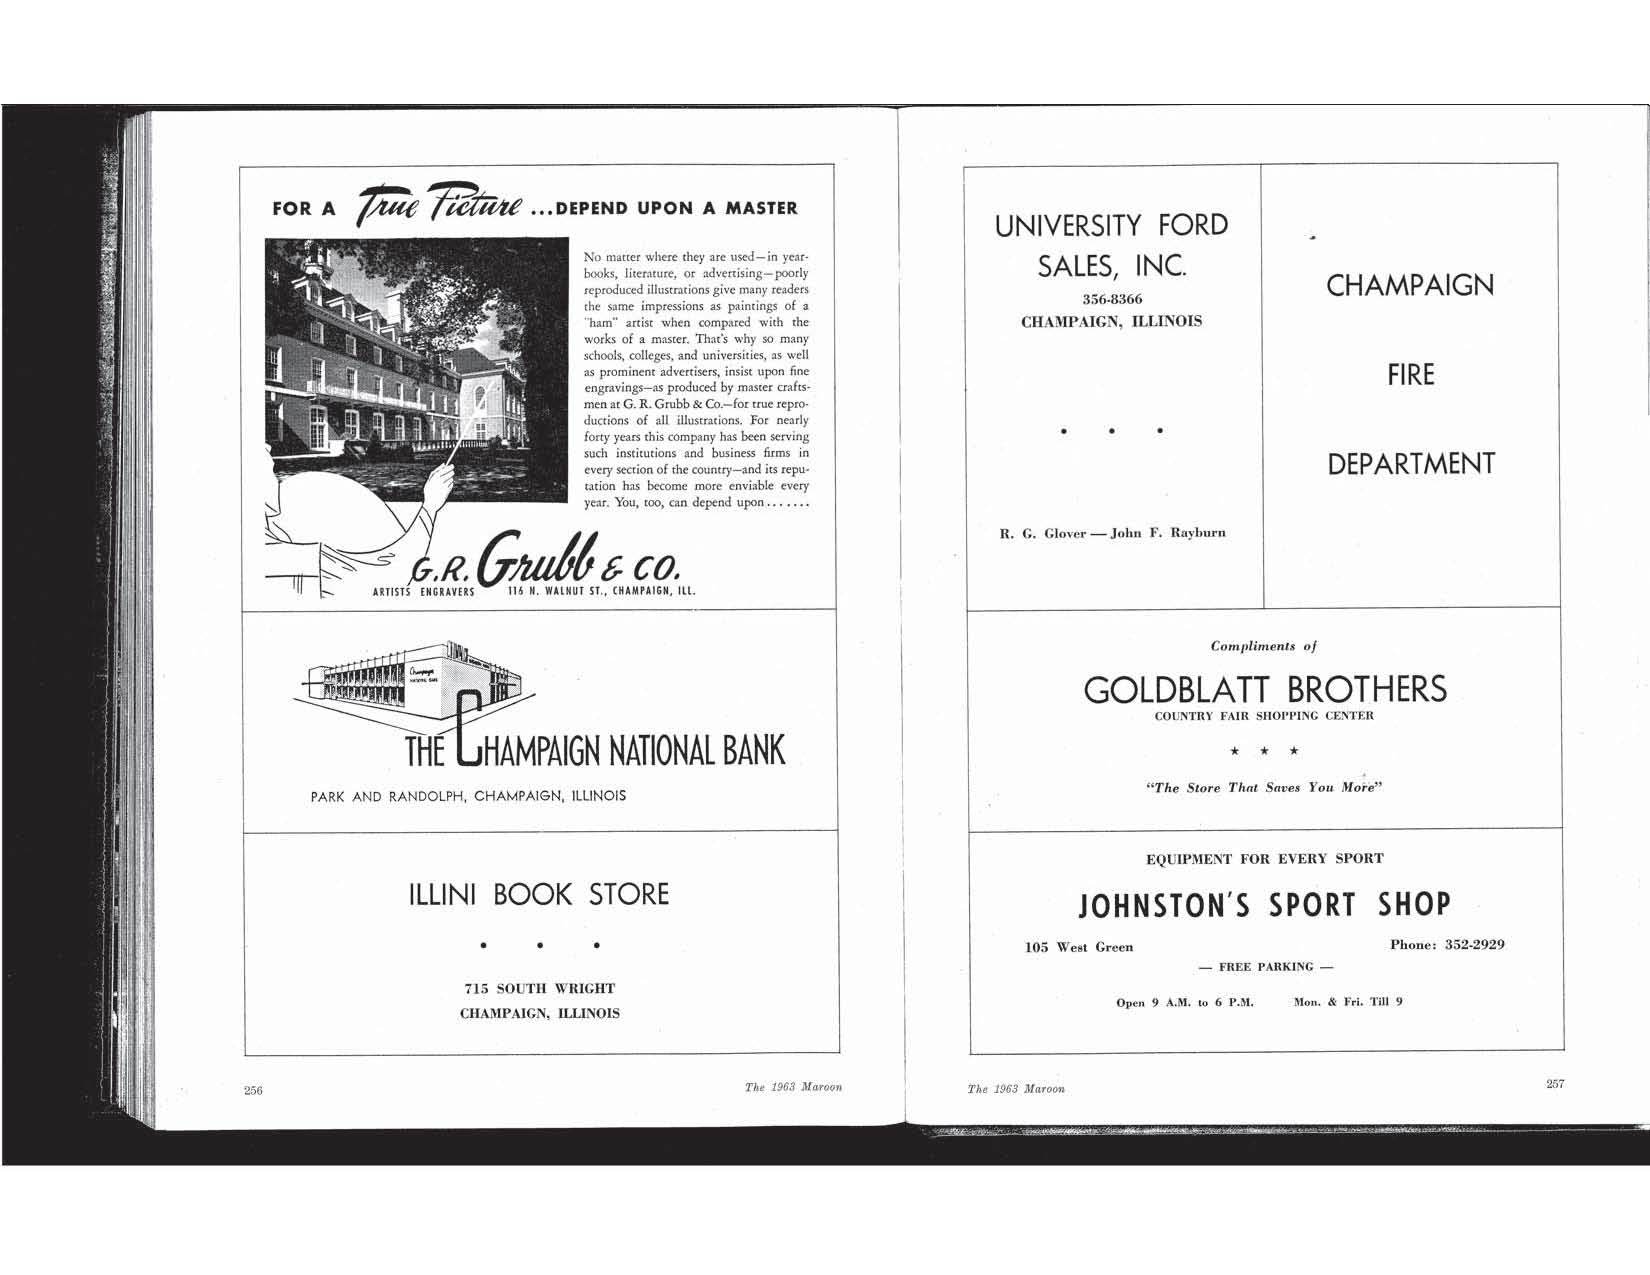 FOR A True Picture ...DEPEND UPON A MASTER
No matter where they are used—in year-
books, literature, or advertising—poorly
reproduced illustrations give many readers
the same impressions as paintings of a
"ham" artist when compared with the
works of a master. That's why so many
schools, colleges, and universities, as well
as prominent advertisers, insist upon fine
engravings—as produced by master crafts-
men at G. R. Grubb & Co.—for true repro-
ductions of all illustrations. For nearly
forty years this company has been serving
such institutions and business firms in
every section of the country—and its repu-
tation has become more enviable every
year. You, too, can depend upon.......
G.R. Grubb & CO.
ARTISTS ENGRAVERS 116 N. WALNUT ST., CHAMPAIGN, ILL.
Champaign
NATIONAL BANK
THE CHAMPAIGN NATIONAL BANK
PARK AND RANDOLPH, CHAMPAIGN, ILLINOIS
ILLINI BOOK STORE
• • •
715 SOUTH WRIGHT
CHAMPAIGN, ILLINOIS
256
The 1963 Maroon
UNIVERSITY FORD
SALES, INC.
356-8366
CHAMPAIGN, ILLINOIS
• • •
R. G. Glover — John F. Rayburn
CHAMPAIGN
FIRE
DEPARTMENT
Compliments of
GOLDBLATT BROTHERS
COUNTRY FAIR SHOPPING CENTER
★ ★ ★
“The Store That Saves You More”
EQUIPMENT FOR EVERY SPORT
JOHNSTON'S SPORT SHOP
105 West Green Phone: 352-2929
— FREE PARKING —
Open 9 A.M. to 6 P.M. Mon. & Fri. Till 9
The 1963 Maroon
257